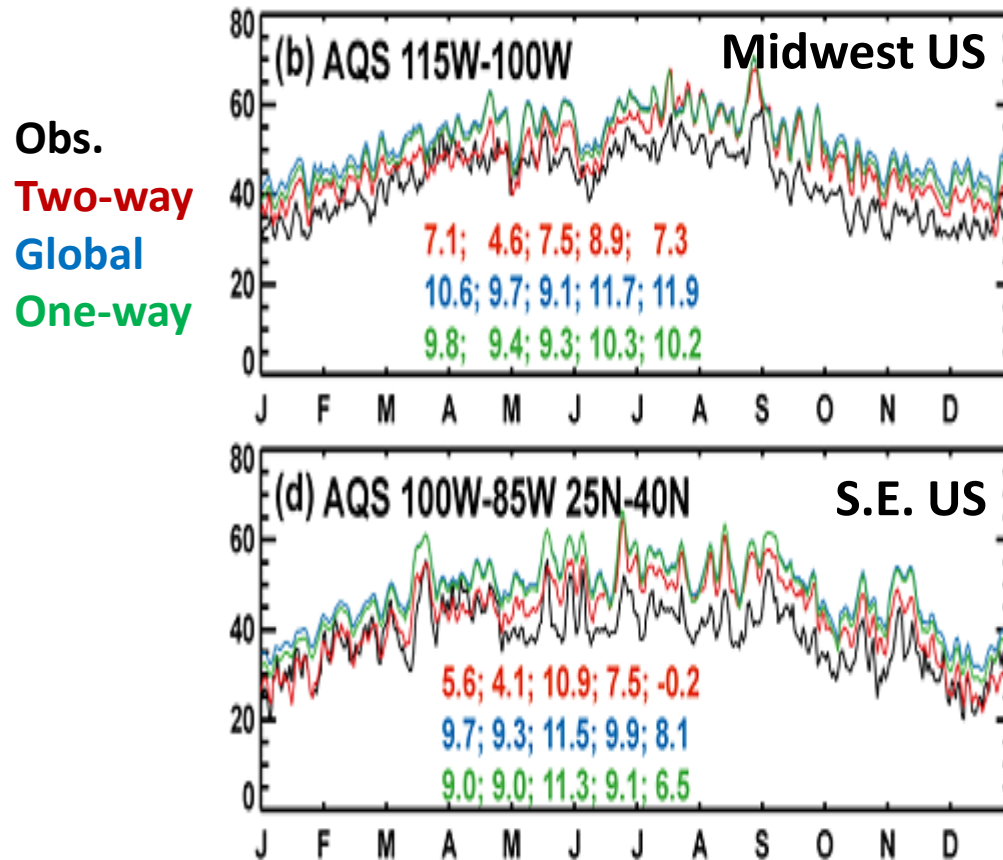 Obs.
Two-way
Global
One-way
80
60
40
20
0
(b) AQS 115W-100W
Midwest US
7.1; 4.6; 7.5; 8.9; 7.3
10.6; 9.7; 9.1; 11.7; 11.9
9.8; 9.4; 9.3; 10.3; 10.2
J F M A M J J A S O N D
80
60
40
20
0
(d) AQS 100W-85W 25N-40N
S.E. US
5.6; 4.1; 10.9; 7.5; -0.2
9.7; 9.3; 11.5; 9.9; 8.1
9.0; 9.0; 11.3; 9.1; 6.5
J F M A M J J A S O N D